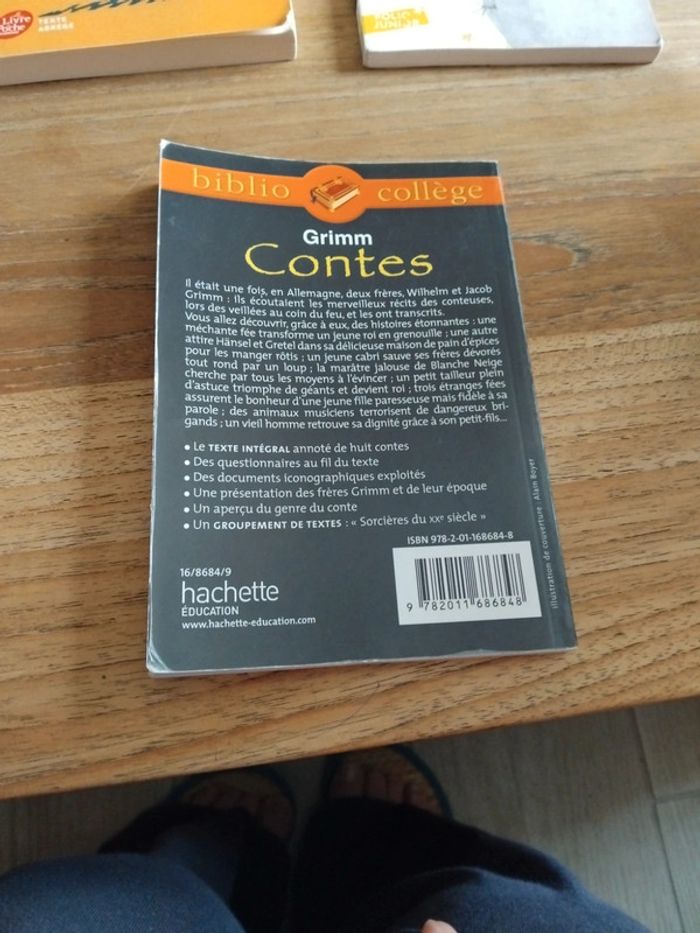 Livre
Poche
TEXTE
ABRÉGÉ
FOLIO
JUNIOR
biblio collège
Grimm
Contes
Il était une fois, en Allemagne, deux frères, Wilhelm et Jacob
Grimm : ils écoutaient les merveilleux récits des conteuses,
lors des veillées au coin du feu, et les ont transcrits.
Vous allez découvrir, grâce à eux, des histoires étonnantes : une
méchante fée transforme un jeune roi en grenouille ; une autre
attire Hänsel et Gretel dans sa délicieuse maison de pain d'épices
pour les manger rôtis ; un jeune cabri sauve ses frères dévorés
tout rond par un loup ; la marâtre jalouse de Blanche Neige
cherche par tous les moyens à l'évincer ; un petit tailleur plein
d'astuce triomphe de géants et devient roi ; trois étranges fées
assurent le bonheur d'une jeune fille paresseuse mais fidèle à sa
parole ; des animaux musiciens terrorisent de dangereux bri-
gands ; un vieil homme retrouve sa dignité grâce à son petit-fils...
• Le TEXTE INTÉGRAL annoté de huit contes
• Des questionnaires au fil du texte
• Des documents iconographiques exploités
• Une présentation des frères Grimm et de leur époque
• Un aperçu du genre du conte
• Un GROUPEMENT DE TEXTES : « Sorcières du XXe siècle »
ISBN 978-2-01-168684-8
16/8684/9
hachette
ÉDUCATION
www.hachette-education.com
9 782011 686848
Illustration de couverture : Alain Boyer